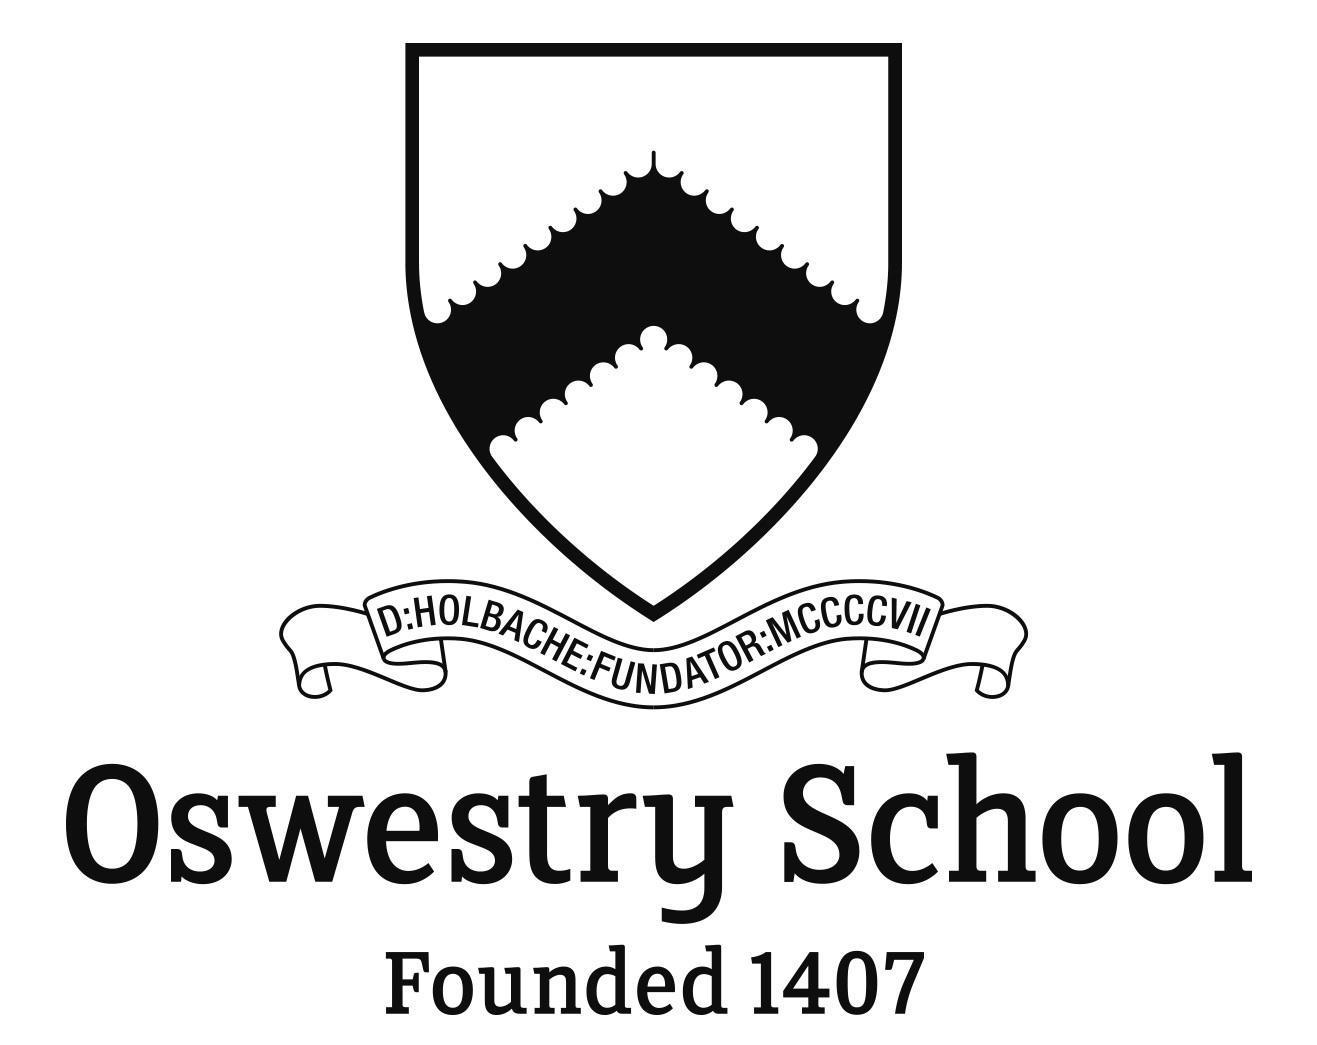 D:HOLBACHE:FUNDATOR:MCCCCVII
Oswestry School
Founded 1407